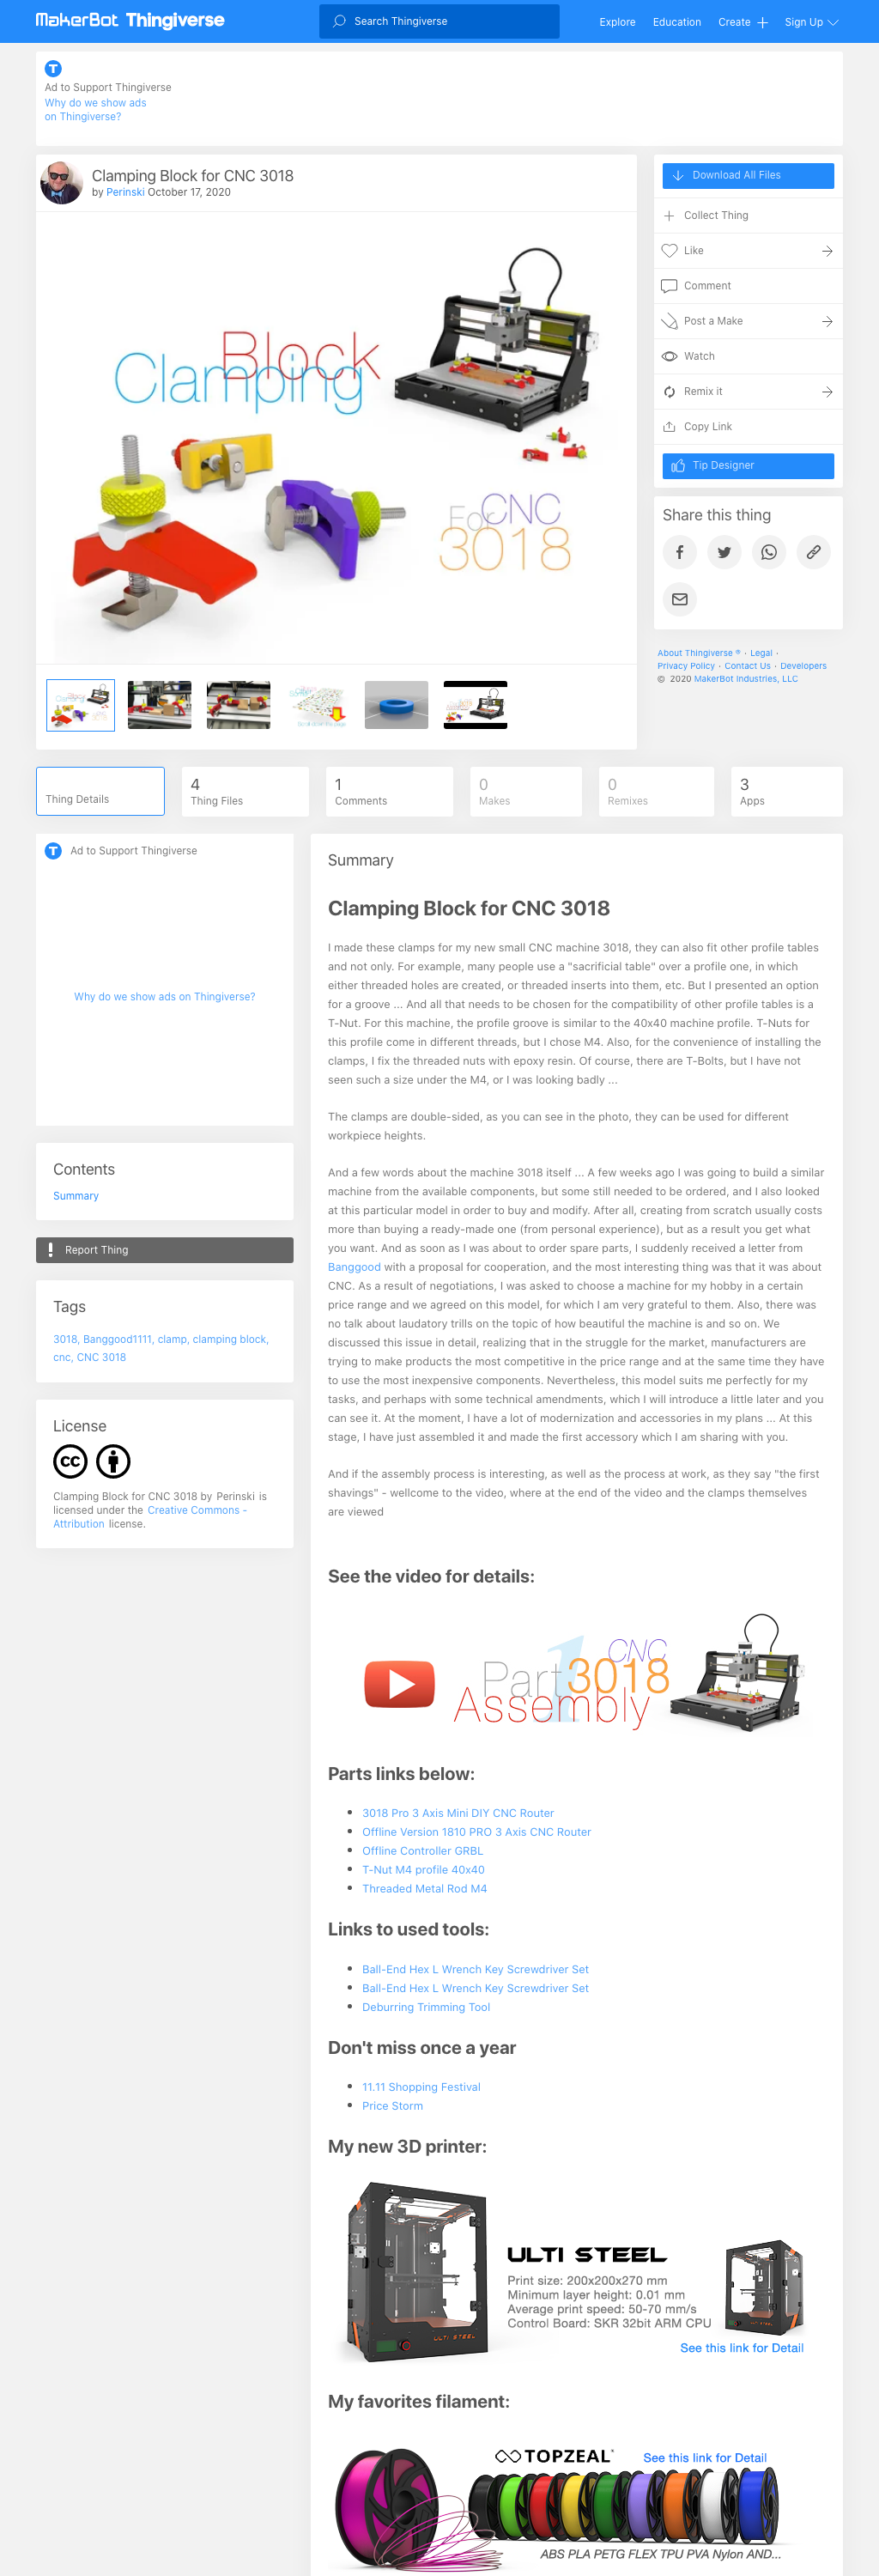 MakerBot Thingiverse
Search Thingiverse
Explore
Education
Create
Sign Up
Ad to Support Thingiverse
Why do we show ads
on Thingiverse?
Clamping Block for CNC 3018
by Perinski October 17, 2020
Block
Clamping
For CNC
3018
Download All Files
Collect Thing
Like
Comment
Post a Make
Watch
Remix it
Copy Link
Tip Designer
Share this thing
About Thingiverse ® · Legal ·
Privacy Policy · Contact Us · Developers
© 2020 MakerBot Industries, LLC
Thing Details
4
Thing Files
1
Comments
0
Makes
0
Remixes
3
Apps
Ad to Support Thingiverse
Why do we show ads on Thingiverse?
Contents
Summary
Report Thing
Tags
3018, Banggood1111, clamp, clamping block,
cnc, CNC 3018
License
cc
Clamping Block for CNC 3018 by Perinski is
licensed under the Creative Commons -
Attribution license.
Summary
Clamping Block for CNC 3018
I made these clamps for my new small CNC machine 3018, they can also fit other profile tables
and not only. For example, many people use a "sacrificial table" over a profile one, in which
either threaded holes are created, or threaded inserts into them, etc. But I presented an option
for a groove ... And all that needs to be chosen for the compatibility of other profile tables is a
T-Nut. For this machine, the profile groove is similar to the 40x40 machine profile. T-Nuts for
this profile come in different threads, but I chose M4. Also, for the convenience of installing the
clamps, I fix the threaded nuts with epoxy resin. Of course, there are T-Bolts, but I have not
seen such a size under the M4, or I was looking badly ...
The clamps are double-sided, as you can see in the photo, they can be used for different
workpiece heights.
And a few words about the machine 3018 itself ... A few weeks ago I was going to build a similar
machine from the available components, but some still needed to be ordered, and I also looked
at this particular model in order to buy and modify. After all, creating from scratch usually costs
more than buying a ready-made one (from personal experience), but as a result you get what
you want. And as soon as I was about to order spare parts, I suddenly received a letter from
Banggood with a proposal for cooperation, and the most interesting thing was that it was about
CNC. As a result of negotiations, I was asked to choose a machine for my hobby in a certain
price range and we agreed on this model, for which I am very grateful to them. Also, there was
no talk about laudatory trills on the topic of how beautiful the machine is and so on. We
discussed this issue in detail, realizing that in the struggle for the market, manufacturers are
trying to make products the most competitive in the price range and at the same time they have
to use the most inexpensive components. Nevertheless, this model suits me perfectly for my
tasks, and perhaps with some technical amendments, which I will introduce a little later and you
can see it. At the moment, I have a lot of modernization and accessories in my plans ... At this
stage, I have just assembled it and made the first accessory which I am sharing with you.
And if the assembly process is interesting, as well as the process at work, as they say "the first
shavings" - wellcome to the video, where at the end of the video and the clamps themselves
are viewed
See the video for details:
CNC
Part 1 3018
Assembly
Parts links below:
3018 Pro 3 Axis Mini DIY CNC Router
Offline Version 1810 PRO 3 Axis CNC Router
Offline Controller GRBL
T-Nut M4 profile 40x40
Threaded Metal Rod M4
Links to used tools:
Ball-End Hex L Wrench Key Screwdriver Set
Ball-End Hex L Wrench Key Screwdriver Set
Deburring Trimming Tool
Don't miss once a year
11.11 Shopping Festival
Price Storm
My new 3D printer:
ULTI STEEL
Print size: 200x200x270 mm
Minimum layer height: 0.01 mm
Average print speed: 50-70 mm/s
Control Board: SKR 32bit ARM CPU
ULTI STEEL
See this link for Detail
My favorites filament:
TOPZEAL
See this link for Detail
ABS PLA PETG FLEX TPU PVA Nylon AND...